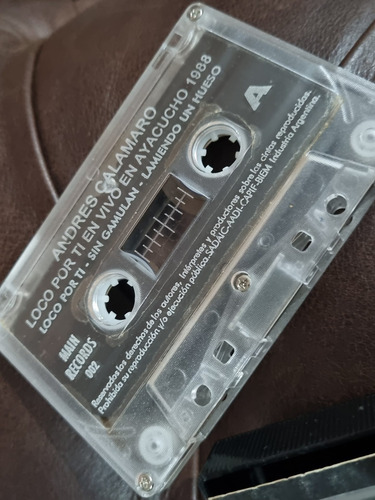 ANDRES CALAMARO
LOCO POR TI EN VIVO EN AYACUCHO 1988
LOCO POR TI - SIN GAMULAN - LAMIENDO UN HUESO
A
MAIN
RECORDS
002
Reservados los derechos de los autores, intérpretes y productores sobre las cintas reproducidas.
Prohibida su reproducción y/o ejecución pública.SADAIC-AADI-CAPIF-BIEM Industria Argentina.